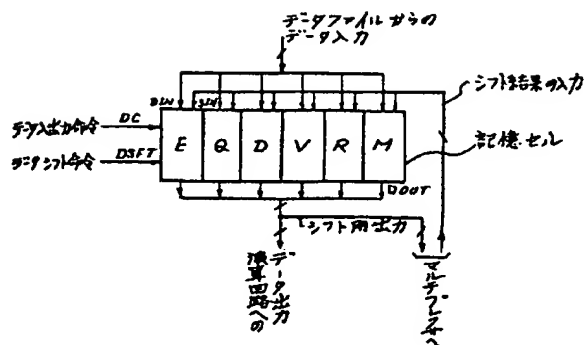 データファイルからの
データ入力
シフト結果の入力
DIN
SIN
データ入出力命令
DC
E
Q
D
V
R
M
記憶セル
データシフト命令
DSFT
DOUT
シフト用出力
データ出力
演算回路への
マルチプレクサへ